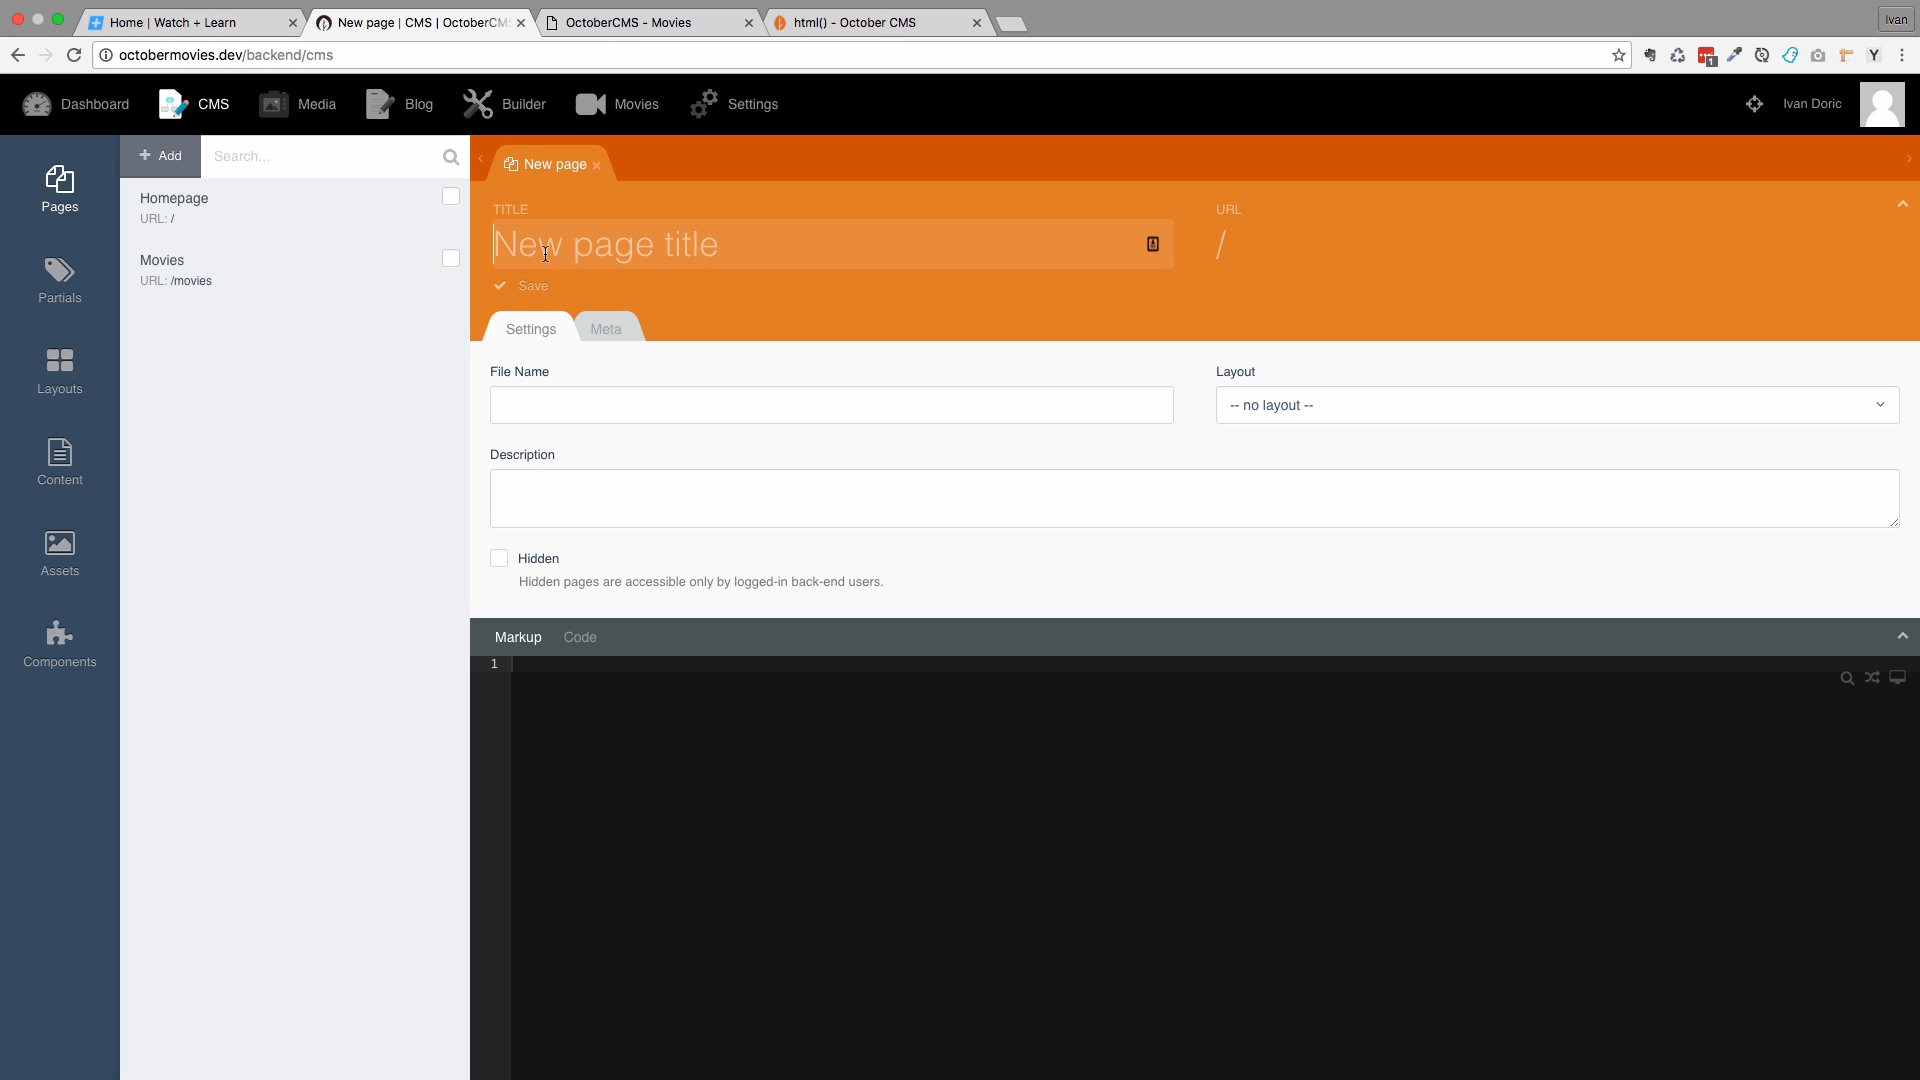 Home | Watch + Learn
New page | CMS | OctoberCMS
OctoberCMS - Movies
html() - October CMS
Ivan
octobermovies.dev/backend/cms
1
Y
Dashboard
CMS
Media
Blog
Builder
Movies
Settings
Ivan Doric
Pages
Partials
Layouts
Content
Assets
Components
+ Add
Search...
Homepage
URL: /
Movies
URL: /movies
New page
TITLE
New page title
URL
/
Save
Settings
Meta
File Name
Layout
-- no layout --
Description
Hidden
Hidden pages are accessible only by logged-in back-end users.
Markup
Code
1